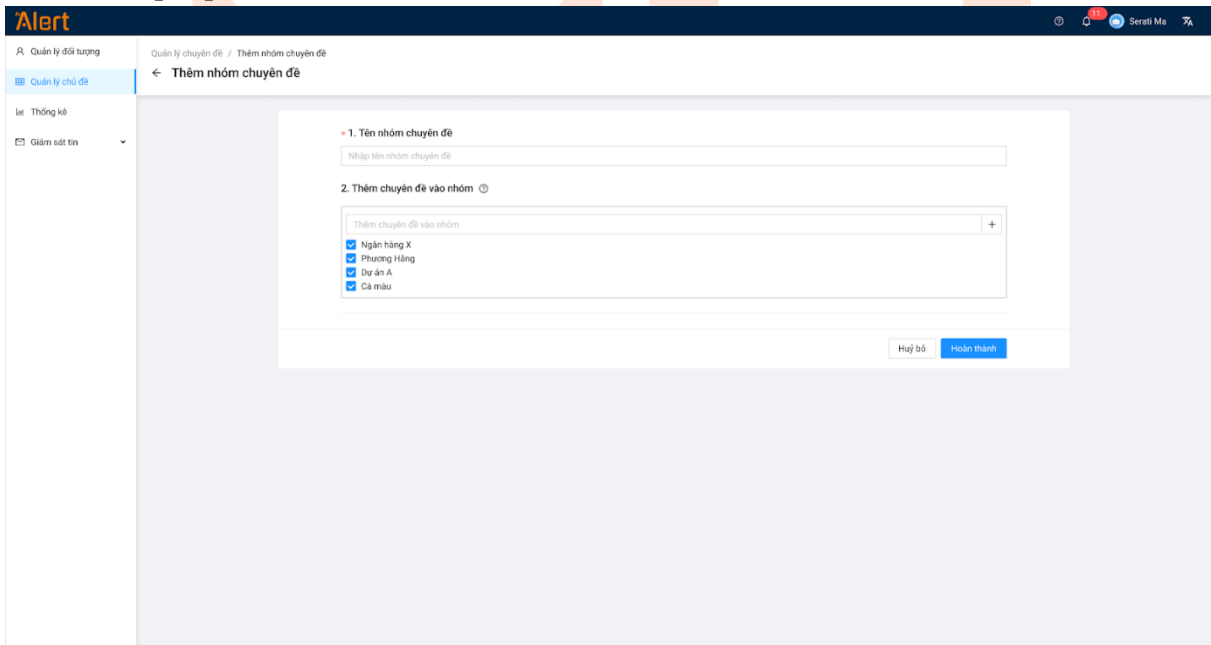 Alert
11
Serati Ma
Quản lý đối tượng
Quản lý chủ đề
Thống kê
Giám sát tin
Quản lý chuyên đề / Thêm nhóm chuyên đề
← Thêm nhóm chuyên đề
* 1. Tên nhóm chuyên đề
Nhập tên nhóm chuyên đề
2. Thêm chuyên đề vào nhóm
Thêm chuyên đề vào nhóm
+
Ngân hàng X
Phương Hằng
Dự án A
Cà màu
Huỷ bỏ
Hoàn thành